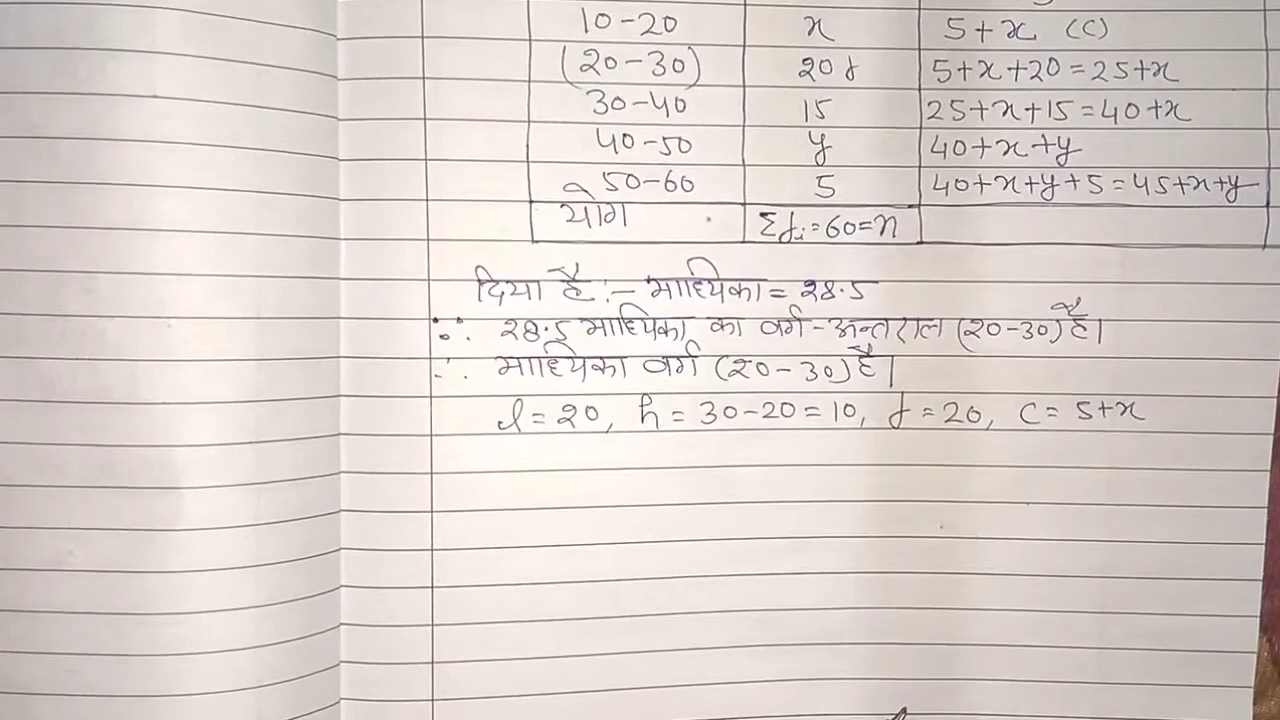 10-20 x 5+x (C)
(20-30) 20 f 5+x+20=25+x
30-40 15 25+x+15=40+x
40-50 y 40+x+y
50-60 5 40+x+y+5=45+x+y
योग Σfi=60=n
दिया है :- माध्यिका = 28.5
∵ 28.5 माध्यिका का वर्ग-अन्तराल (20-30) है।
∴ माध्यिका वर्ग (20-30) है।
l=20, h=30-20=10, f=20, C=5+x